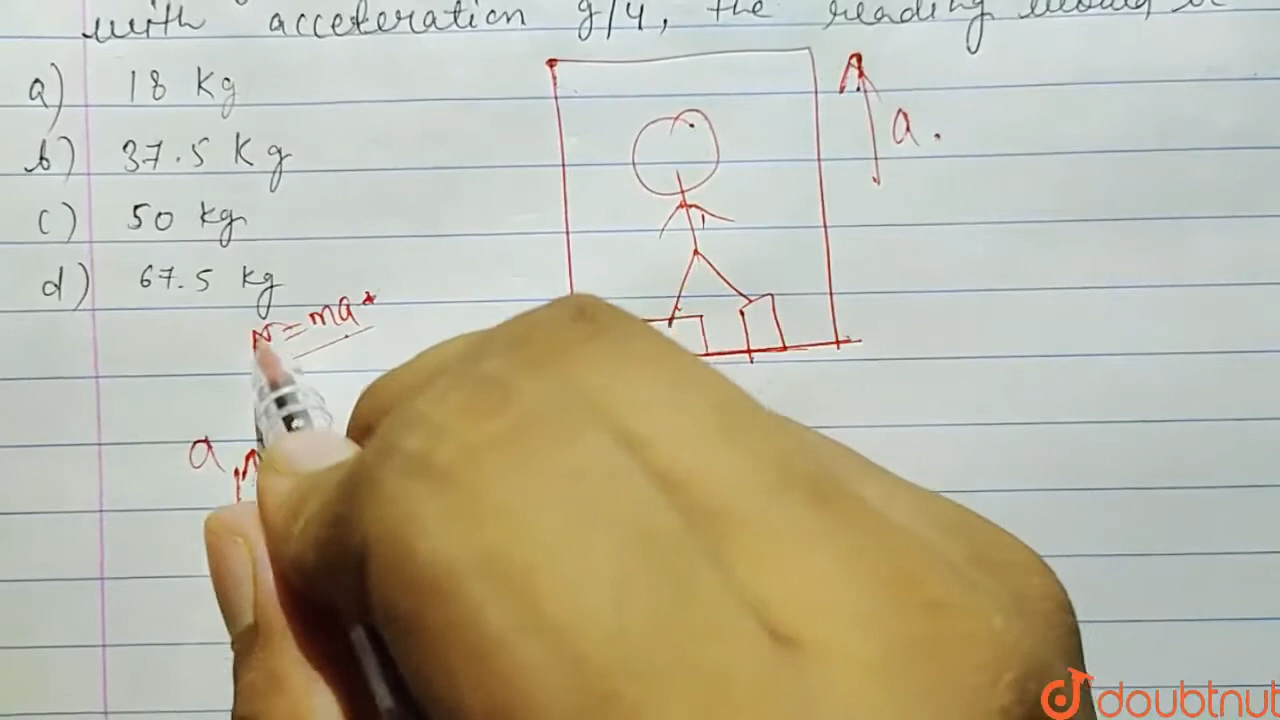 with acceleration g/4, the reading would be
a) 18 kg
b) 37.5 Kg
c) 50 kg
d) 67.5 kg
a.
N = ma
a
doubtnut